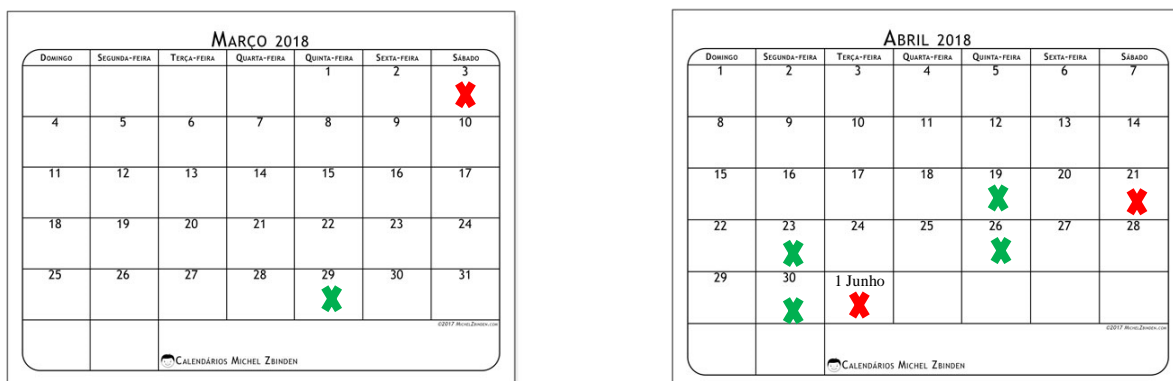 MARÇO 2018
DOMINGO SEGUNDA-FEIRA TERÇA-FEIRA QUARTA-FEIRA QUINTA-FEIRA SEXTA-FEIRA SÁBADO
1 2 3
4 5 6 7 8 9 10
11 12 13 14 15 16 17
18 19 20 21 22 23 24
25 26 27 28 29 30 31
©2017 MICHELZBINDEN.COM
CALENDÁRIOS MICHEL ZBINDEN
ABRIL 2018
DOMINGO SEGUNDA-FEIRA TERÇA-FEIRA QUARTA-FEIRA QUINTA-FEIRA SEXTA-FEIRA SÁBADO
1 2 3 4 5 6 7
8 9 10 11 12 13 14
15 16 17 18 19 20 21
22 23 24 25 26 27 28
29 30 1 Junho
©2017 MICHELZBINDEN.COM
CALENDÁRIOS MICHEL ZBINDEN